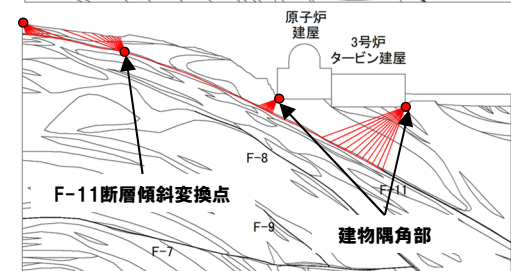 原子炉
建屋
3号炉
タービン建屋
F-8
F-11
F-11断層傾斜変換点
F-9
建物隅角部
F-7